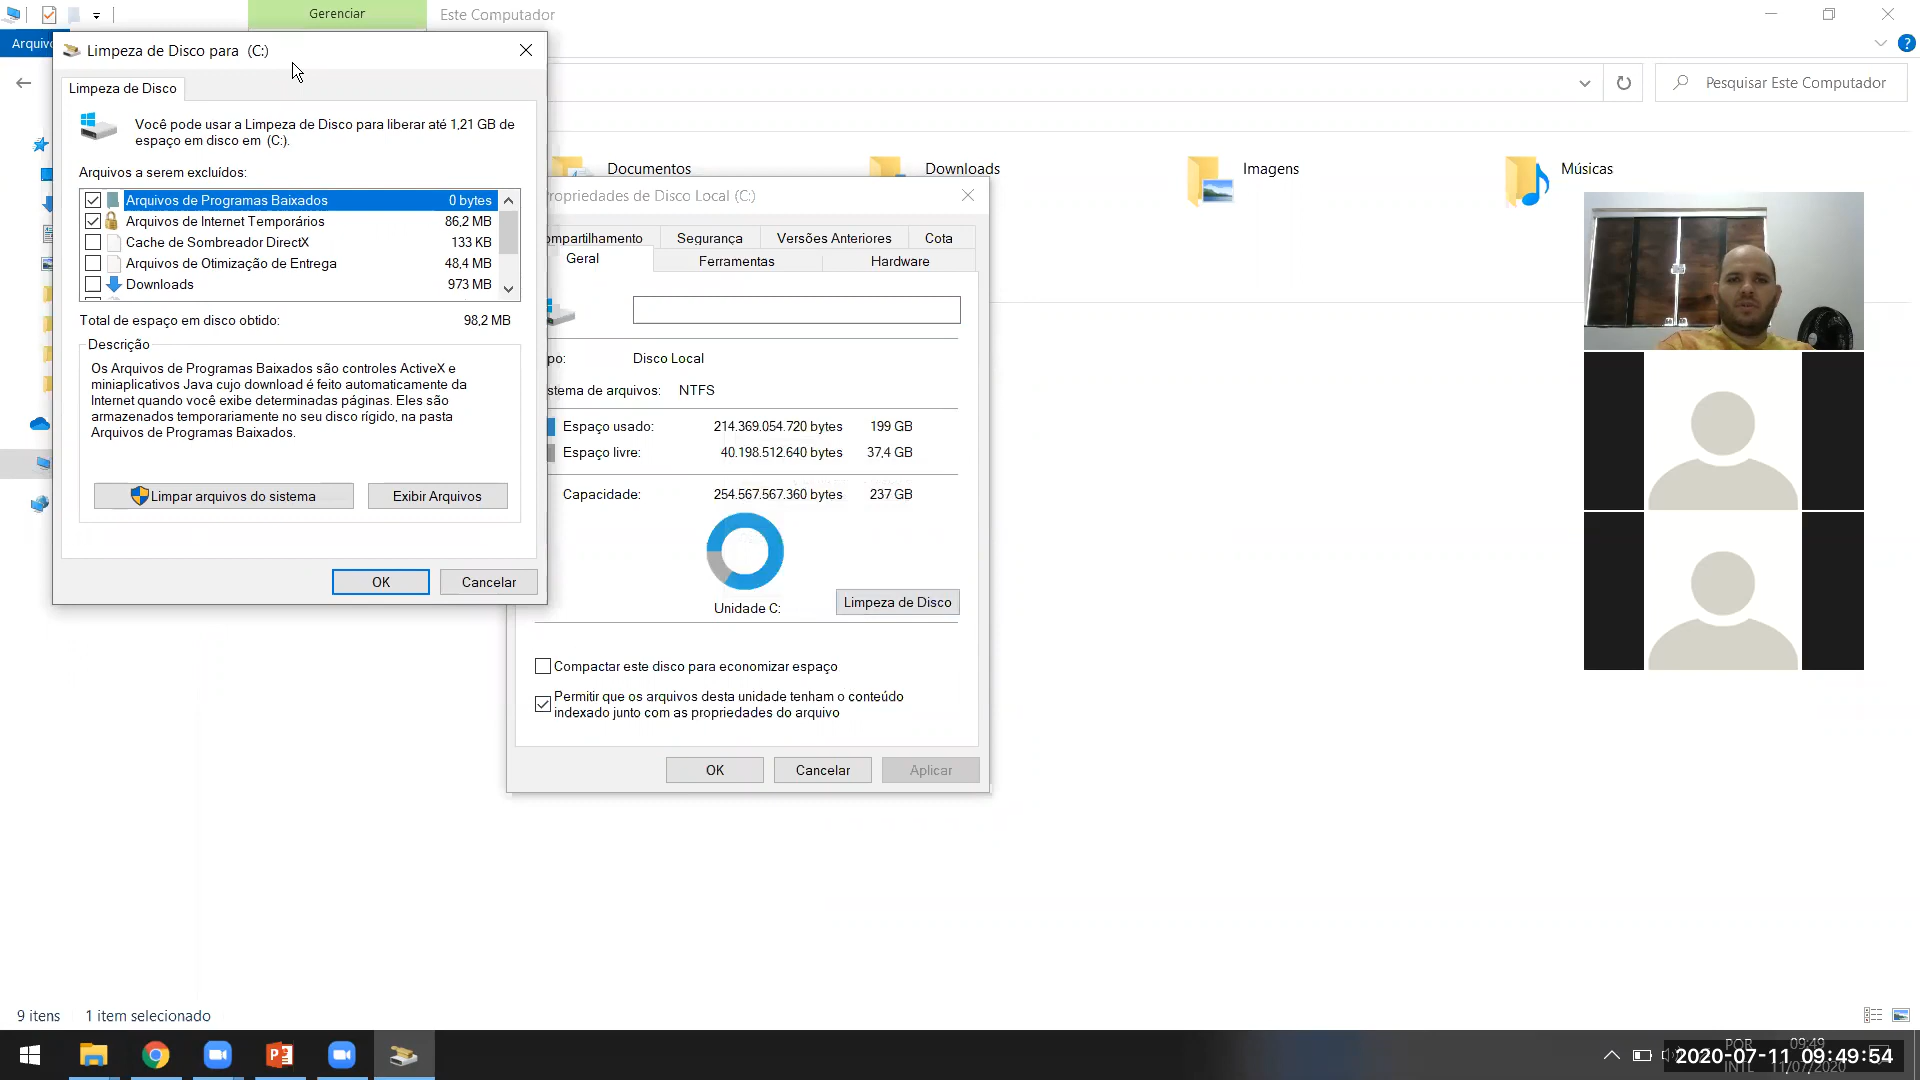 Gerenciar
Este Computador
Arquivo
Pesquisar Este Computador
Limpeza de Disco para (C:)
Limpeza de Disco
Você pode usar a Limpeza de Disco para liberar até 1,21 GB de
espaço em disco em (C:).
Arquivos a serem excluídos:
Arquivos de Programas Baixados 0 bytes
Arquivos de Internet Temporários 86,2 MB
Cache de Sombreador DirectX 133 KB
Arquivos de Otimização de Entrega 48,4 MB
Downloads 973 MB
Total de espaço em disco obtido: 98,2 MB
Descrição
Os Arquivos de Programas Baixados são controles ActiveX e
miniaplicativos Java cujo download é feito automaticamente da
Internet quando você exibe determinadas páginas. Eles são
armazenados temporariamente no seu disco rígido, na pasta
Arquivos de Programas Baixados.
Limpar arquivos do sistema
Exibir Arquivos
OK
Cancelar
Documentos
Downloads
Imagens
Músicas
ropriedades de Disco Local (C:)
ompartilhamento
Segurança
Versões Anteriores
Cota
Geral
Ferramentas
Hardware
po: Disco Local
stema de arquivos: NTFS
Espaço usado: 214.369.054.720 bytes 199 GB
Espaço livre: 40.198.512.640 bytes 37,4 GB
Capacidade: 254.567.567.360 bytes 237 GB
Unidade C:
Limpeza de Disco
Compactar este disco para economizar espaço
Permitir que os arquivos desta unidade tenham o conteúdo
indexado junto com as propriedades do arquivo
OK
Cancelar
Aplicar
9 itens
1 item selecionado
POR
INTL
09:49
11/07/2020
2020-07-11 09:49:54